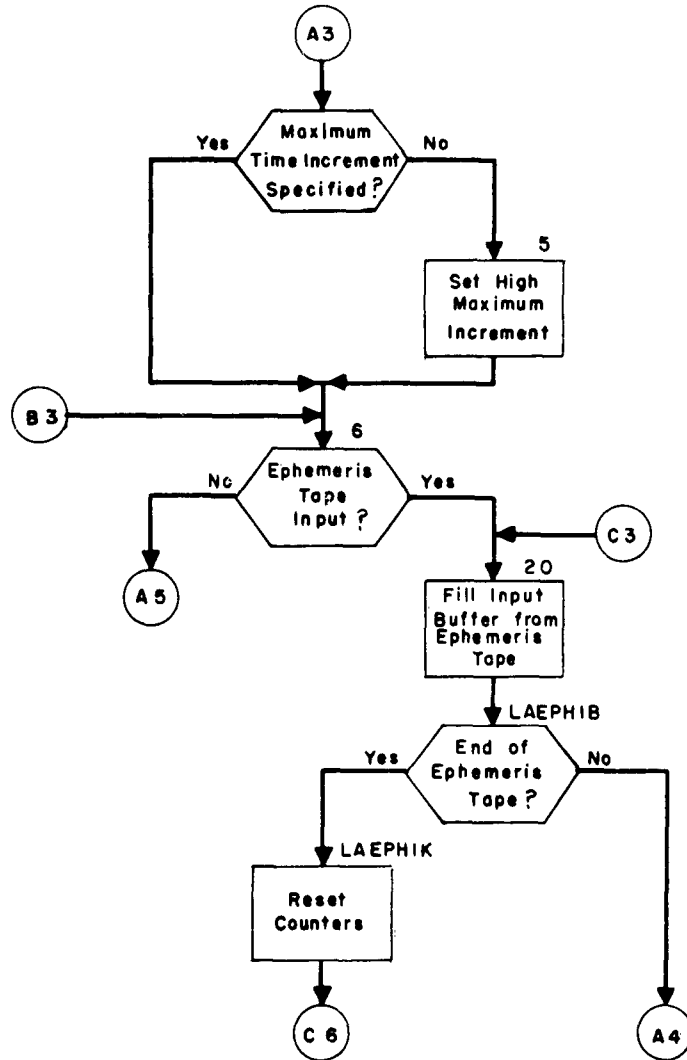 A3
Maximum
Time Increment
Specified?
Yes
No
5
Set High
Maximum
Increment
B3
6
Ephemeris
Tape
Input?
No
Yes
C3
A5
20
Fill Input
Buffer from
Ephemeris
Tape
LAEPHIB
End of
Ephemeris
Tape?
Yes
No
LAEPHIK
Reset
Counters
C6
A4